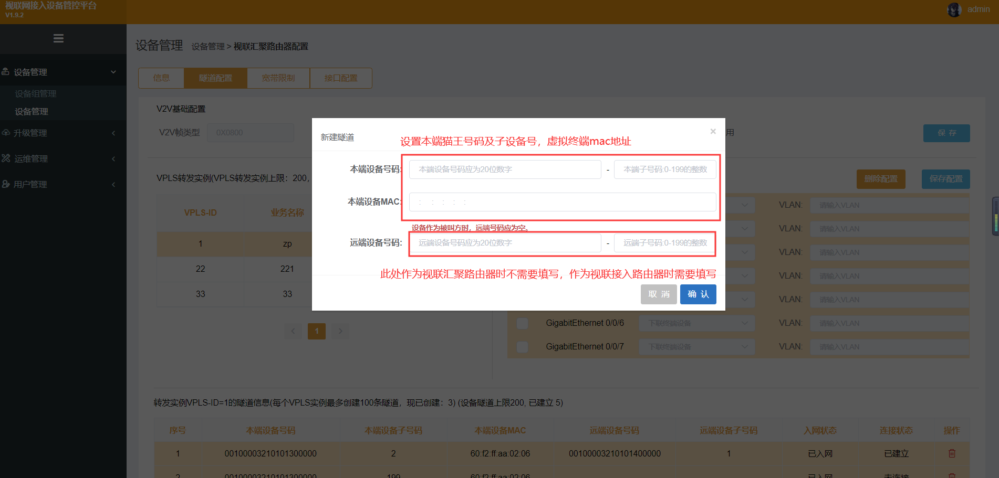 视联网接入设备管控平台
V1.9.2
admin
设备管理
设备组管理
设备管理
升级管理
运维管理
用户管理
设备管理 设备管理 > 视联汇聚路由器配置
信息 隧道配置 宽带限制 接口配置
V2V基础配置
V2V帧类型 0X0800 用 保 存
VPLS转发实例(VPLS转发实例上限：200， 删除配置 保存配置
VPLS-ID 业务名称
1 zp
22 221
33 33
1
新建隧道 ×
设置本端猫王号码及子设备号，虚拟终端mac地址
本端设备号码: 本端设备号码应为20位数字 - 本端子号码:0-199的整数
本端设备MAC: : : : : :
设备作为被叫方时，远端号码应为空。
远端设备号码: 远端设备号码应为20位数字 - 远端子号码:0-199的整数
此处作为视联汇聚路由器时不需要填写，作为视联接入路由器时需要填写
取 消 确 认
VLAN: 请输入VLAN
VLAN: 请输入VLAN
VLAN: 请输入VLAN
VLAN: 请输入VLAN
VLAN: 请输入VLAN
GigabitEthernet 0/0/6 下联终端设备 VLAN: 请输入VLAN
GigabitEthernet 0/0/7 下联终端设备 VLAN: 请输入VLAN
转发实例VPLS-ID=1的隧道信息(每个VPLS实例最多创建100条隧道，现已创建：3) (设备隧道上限200, 已建立 5)
序号 本端设备号码 本端设备子号码 本端设备MAC 远端设备号码 远端设备子号码 入网状态 连接状态 操作
1 00100003210101300000 2 60:f2:ff:aa:02:06 00100003210101400000 1 已入网 已建立
2 00100003210101300000 199 60:f2:ff:aa:02:06 已入网 未连接